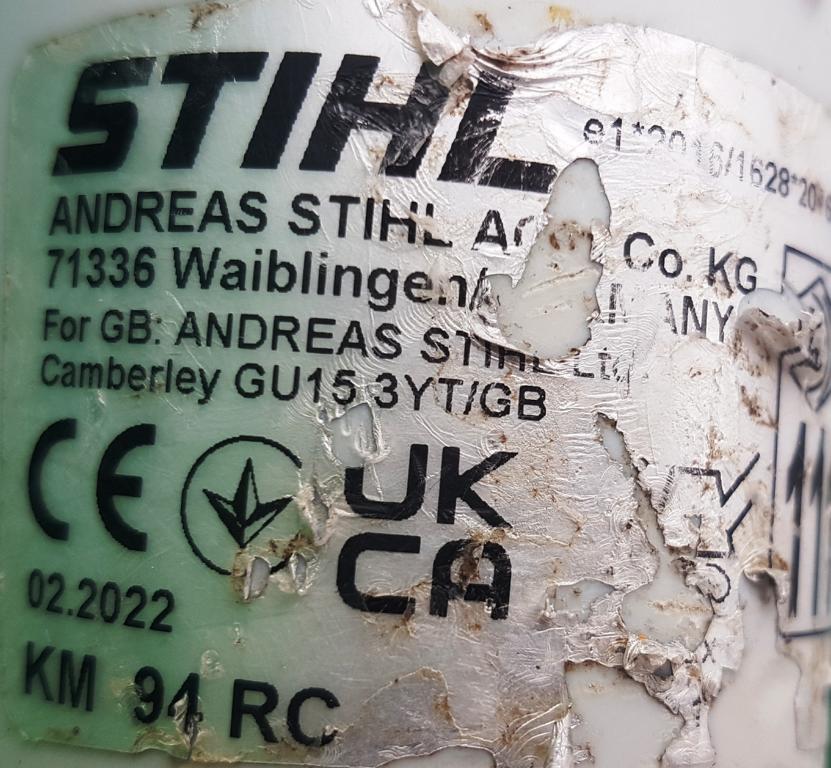 STIHL
ANDREAS STIHL Co. KG
71336 Waiblingen/
For GB: ANDREAS STIHL Ltd.
Camberley GU15 3YT/GB
CE
UK
CA
02.2022
KM 94 RC